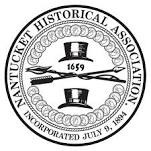 NANTUCKET HISTORICAL ASSOCIATION
1659
INCORPORATED JULY 9, 1894